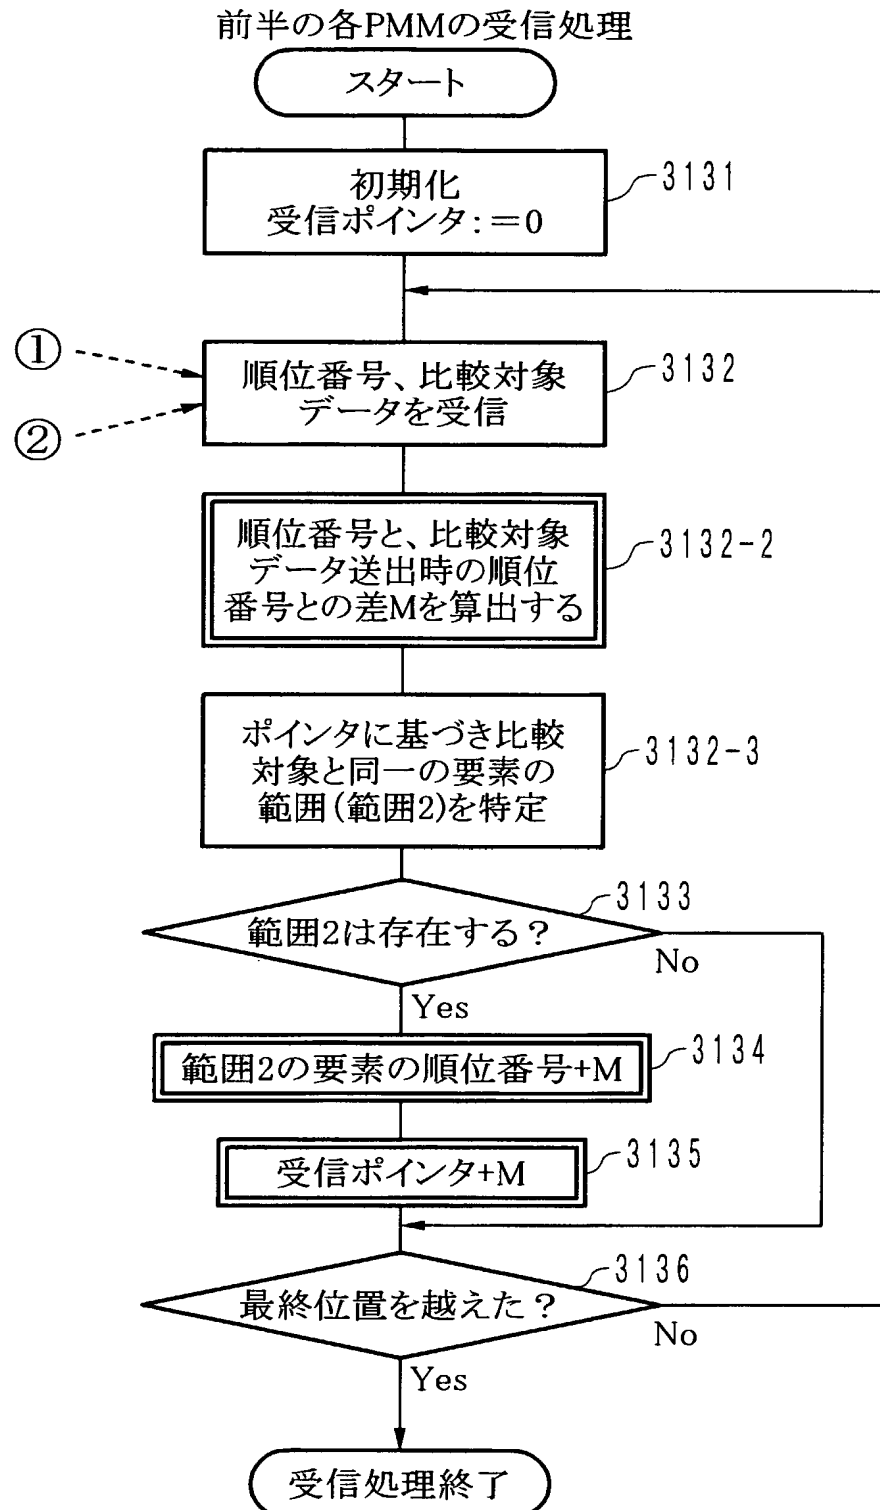 前半の各PMMの受信処理
スタート
初期化
受信ポインタ:=0
3131
①
②
順位番号、比較対象
データを受信
3132
順位番号と、比較対象
データ送出時の順位
番号との差Mを算出する
3132-2
ポインタに基づき比較
対象と同一の要素の
範囲(範囲2)を特定
3132-3
範囲2は存在する?
3133
No
Yes
範囲2の要素の順位番号+M
3134
受信ポインタ+M
3135
最終位置を越えた?
3136
No
Yes
受信処理終了